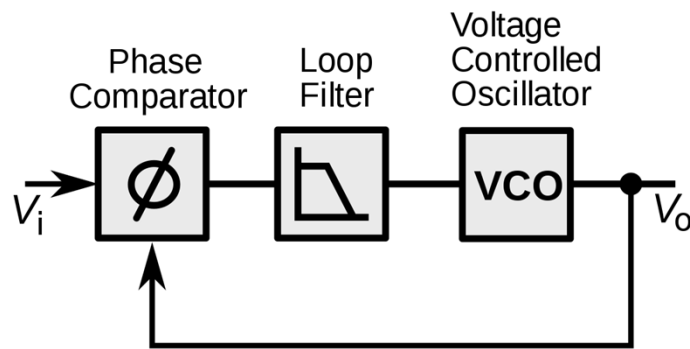 Phase
Comparator
Loop
Filter
Voltage
Controlled
Oscillator
Vi
ϕ
VCO
Vo